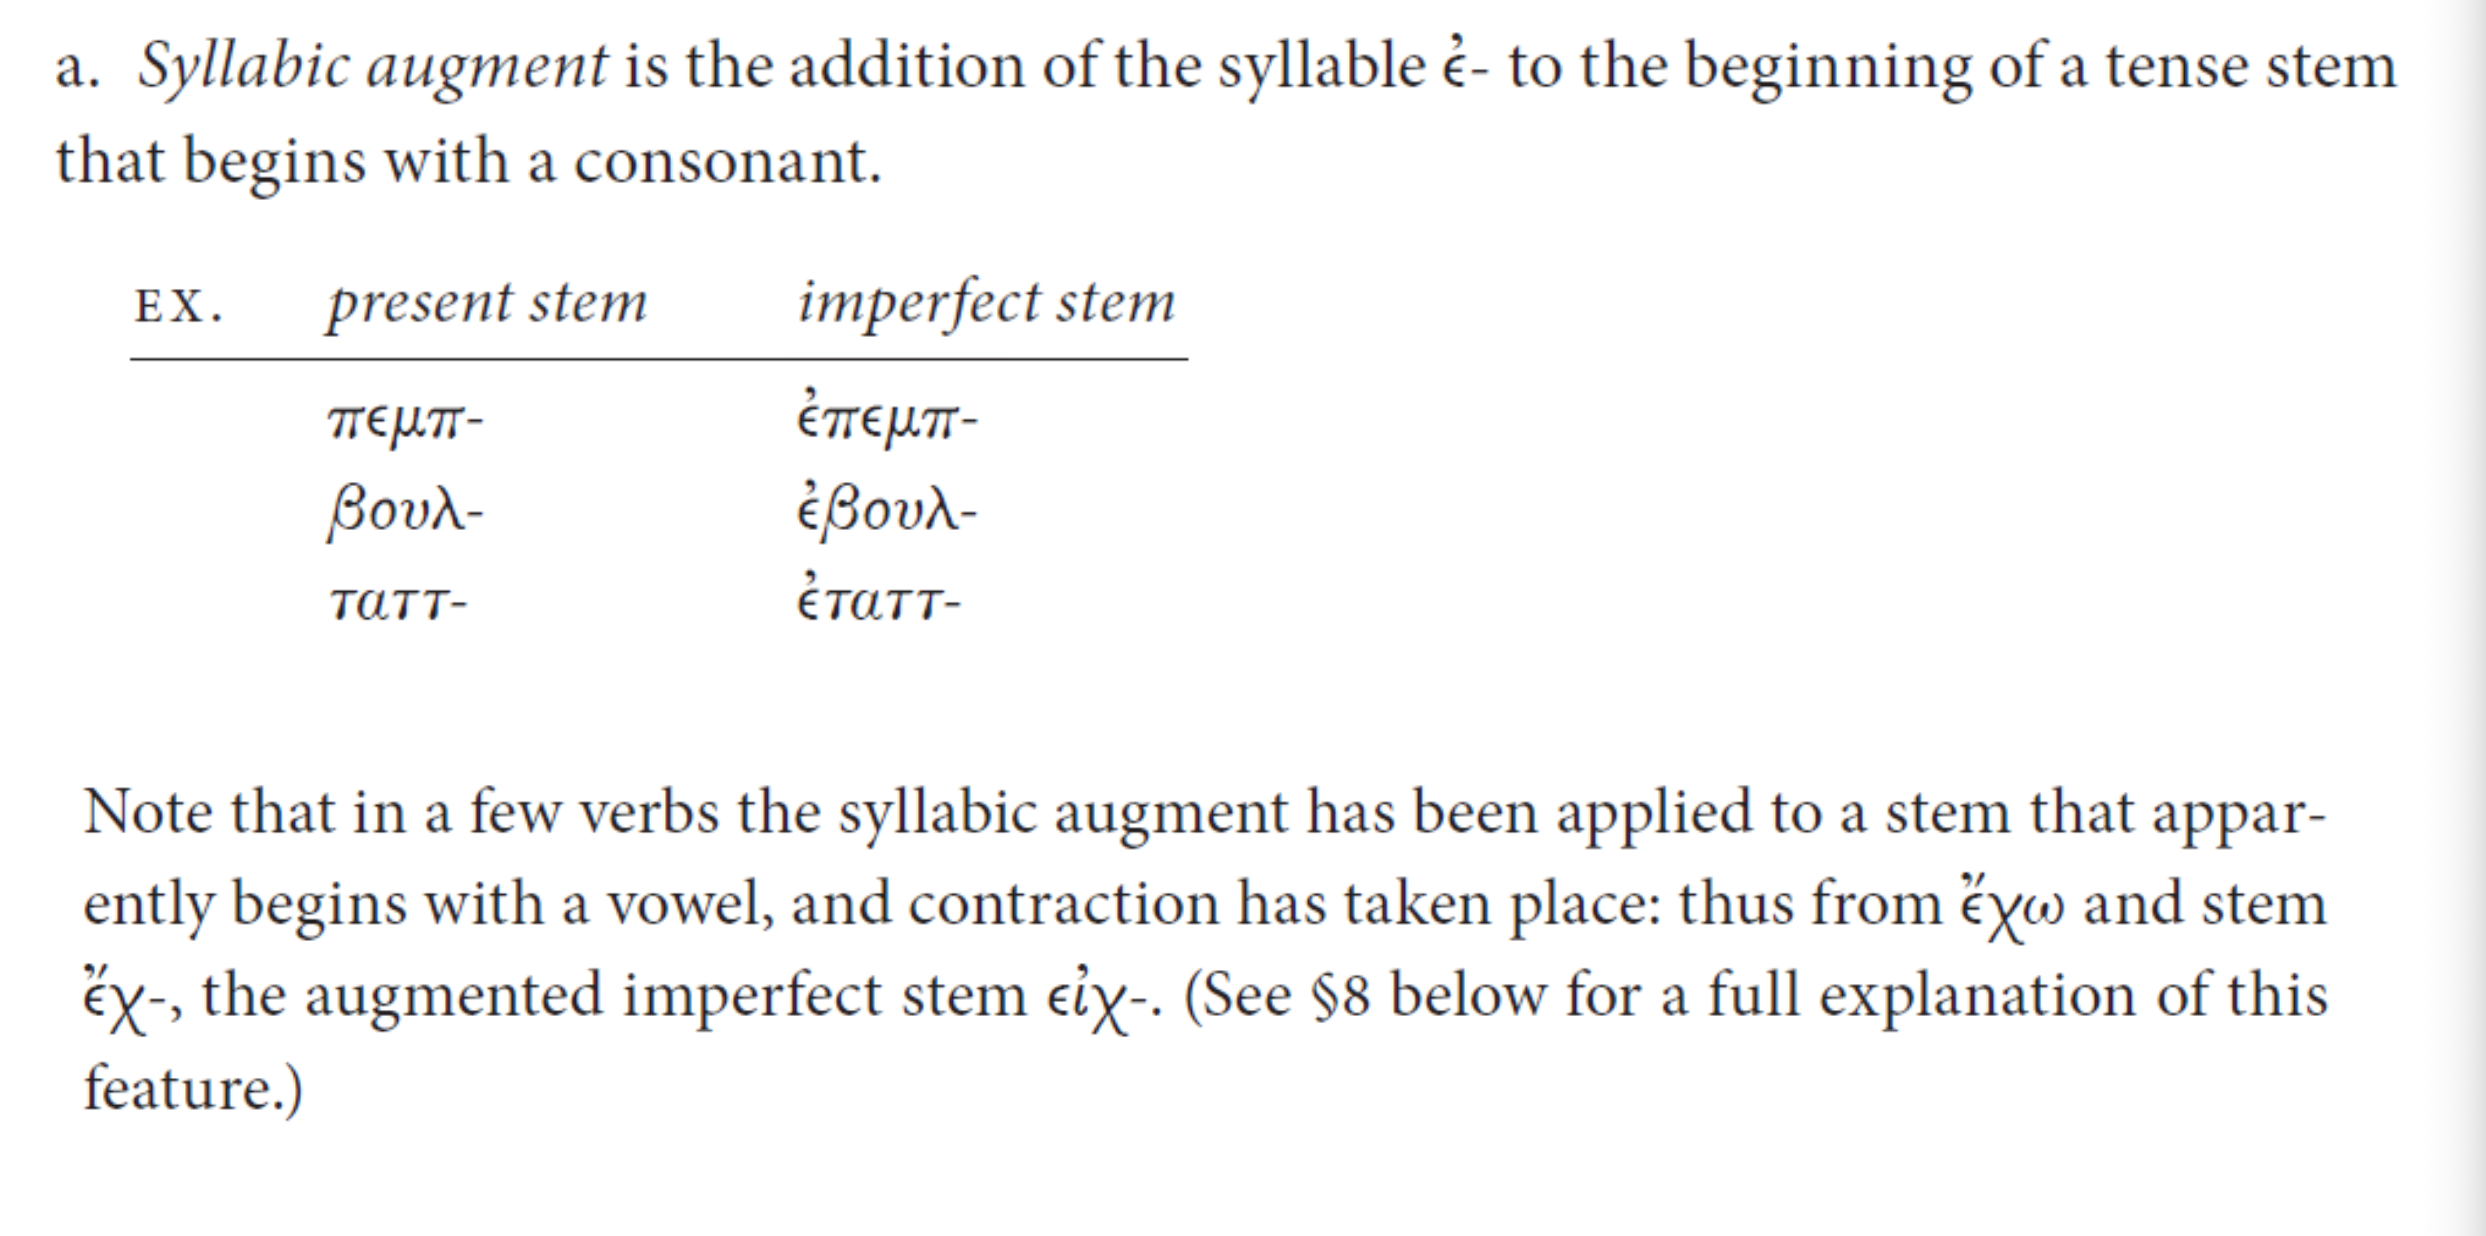 a. Syllabic augment is the addition of the syllable ἐ- to the beginning of a tense stem
that begins with a consonant.
EX. present stem imperfect stem
πεμπ- ἐπεμπ-
βουλ- ἐβουλ-
ταττ- ἐταττ-
Note that in a few verbs the syllabic augment has been applied to a stem that appar-
ently begins with a vowel, and contraction has taken place: thus from ἔχω and stem
ἔχ-, the augmented imperfect stem εἰχ-. (See §8 below for a full explanation of this
feature.)